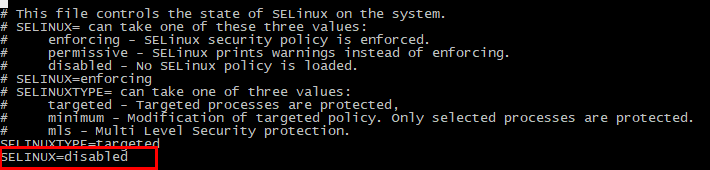 # This file controls the state of SELinux on the system.
# SELINUX= can take one of these three values:
#     enforcing - SELinux security policy is enforced.
#     permissive - SELinux prints warnings instead of enforcing.
#     disabled - No SELinux policy is loaded.
# SELINUX=enforcing
# SELINUXTYPE= can take one of three values:
#     targeted - Targeted processes are protected,
#     minimum - Modification of targeted policy. Only selected processes are protected.
#     mls - Multi Level Security protection.
SELINUXTYPE=targeted
SELINUX=disabled